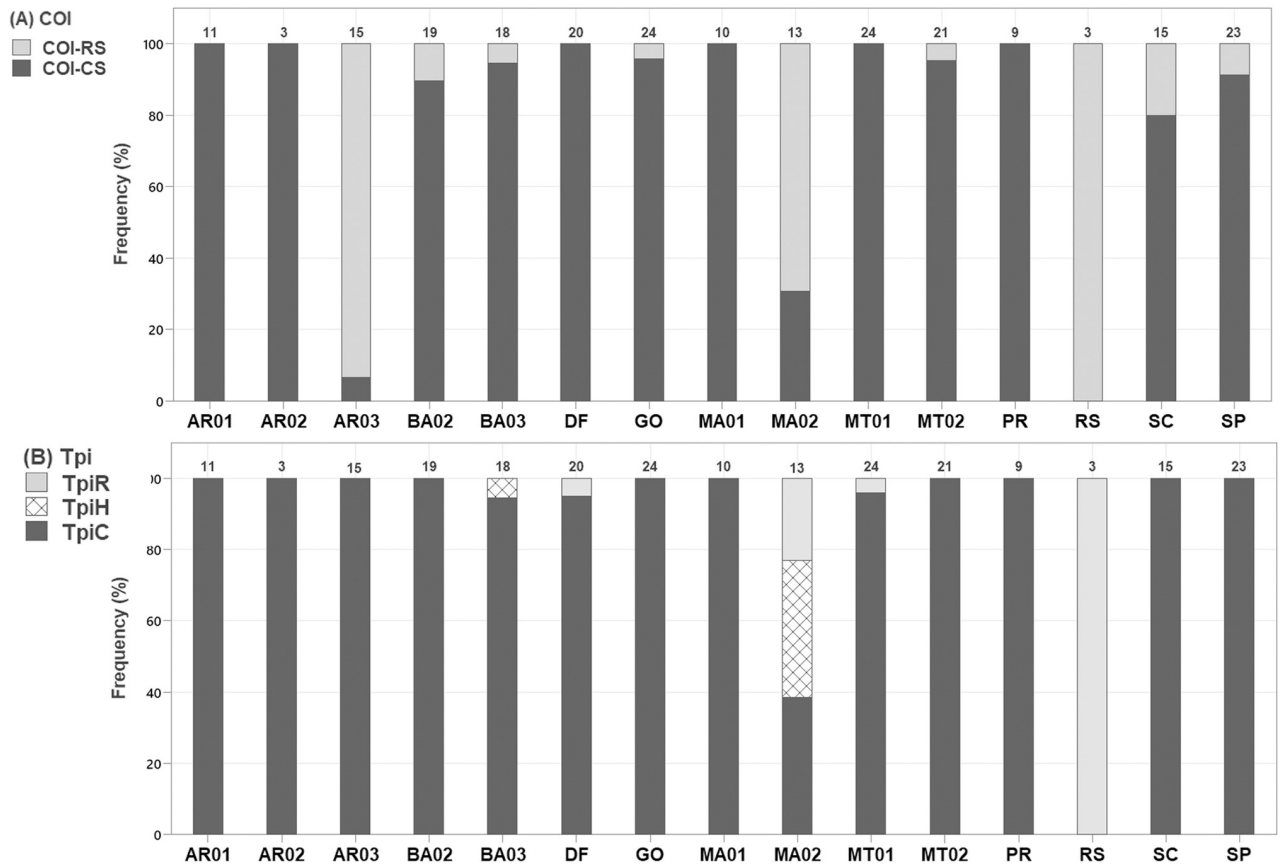 (A) COI
COI-RS
COI-CS
11 3 15 19 18 20 24 10 13 24 21 9 3 15 23
100
80
60
40
20
0
Frequency (%)
AR01 AR02 AR03 BA02 BA03 DF GO MA01 MA02 MT01 MT02 PR RS SC SP
(B) Tpi
TpiR
TpiH
TpiC
11 3 15 19 18 20 24 10 13 24 21 9 3 15 23
00
80
60
40
20
0
Frequency (%)
AR01 AR02 AR03 BA02 BA03 DF GO MA01 MA02 MT01 MT02 PR RS SC SP